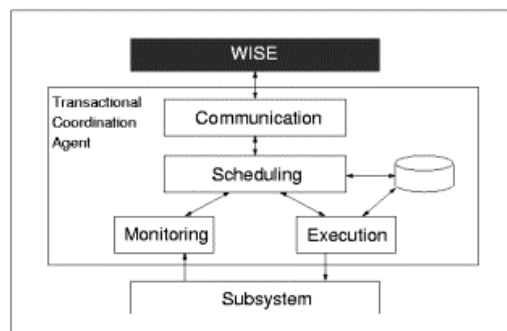 WISE
Transactional
Coordination
Agent
Communication
Scheduling
Monitoring
Execution
Subsystem